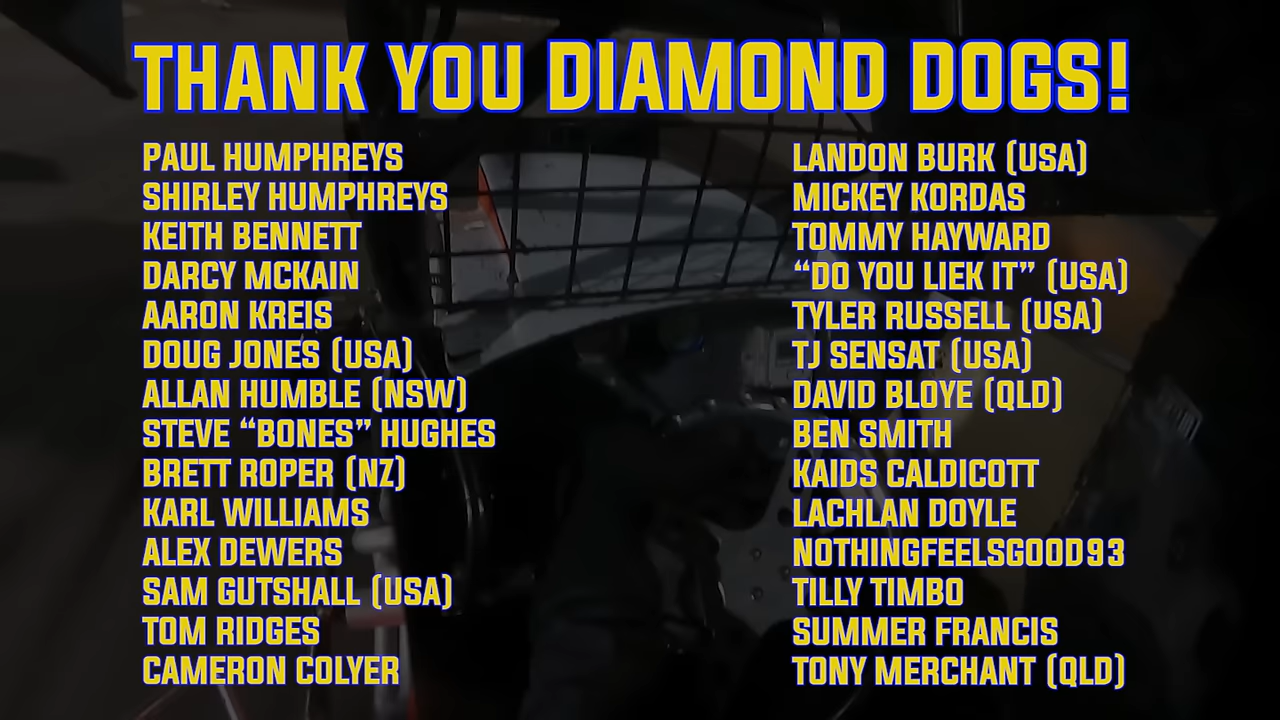 THANK YOU DIAMOND DOGS!
PAUL HUMPHREYS
SHIRLEY HUMPHREYS
KEITH BENNETT
DARCY MCKAIN
AARON KREIS
DOUG JONES (USA)
ALLAN HUMBLE (NSW)
STEVE “BONES” HUGHES
BRETT ROPER (NZ)
KARL WILLIAMS
ALEX DEWERS
SAM GUTSHALL (USA)
TOM RIDGES
CAMERON COLYER
LANDON BURK (USA)
MICKEY KORDAS
TOMMY HAYWARD
“DO YOU LIEK IT” (USA)
TYLER RUSSELL (USA)
TJ SENSAT (USA)
DAVID BLOYE (QLD)
BEN SMITH
KAIDS CALDICOTT
LACHLAN DOYLE
NOTHINGFEELSGOOD93
TILLY TIMBO
SUMMER FRANCIS
TONY MERCHANT (QLD)